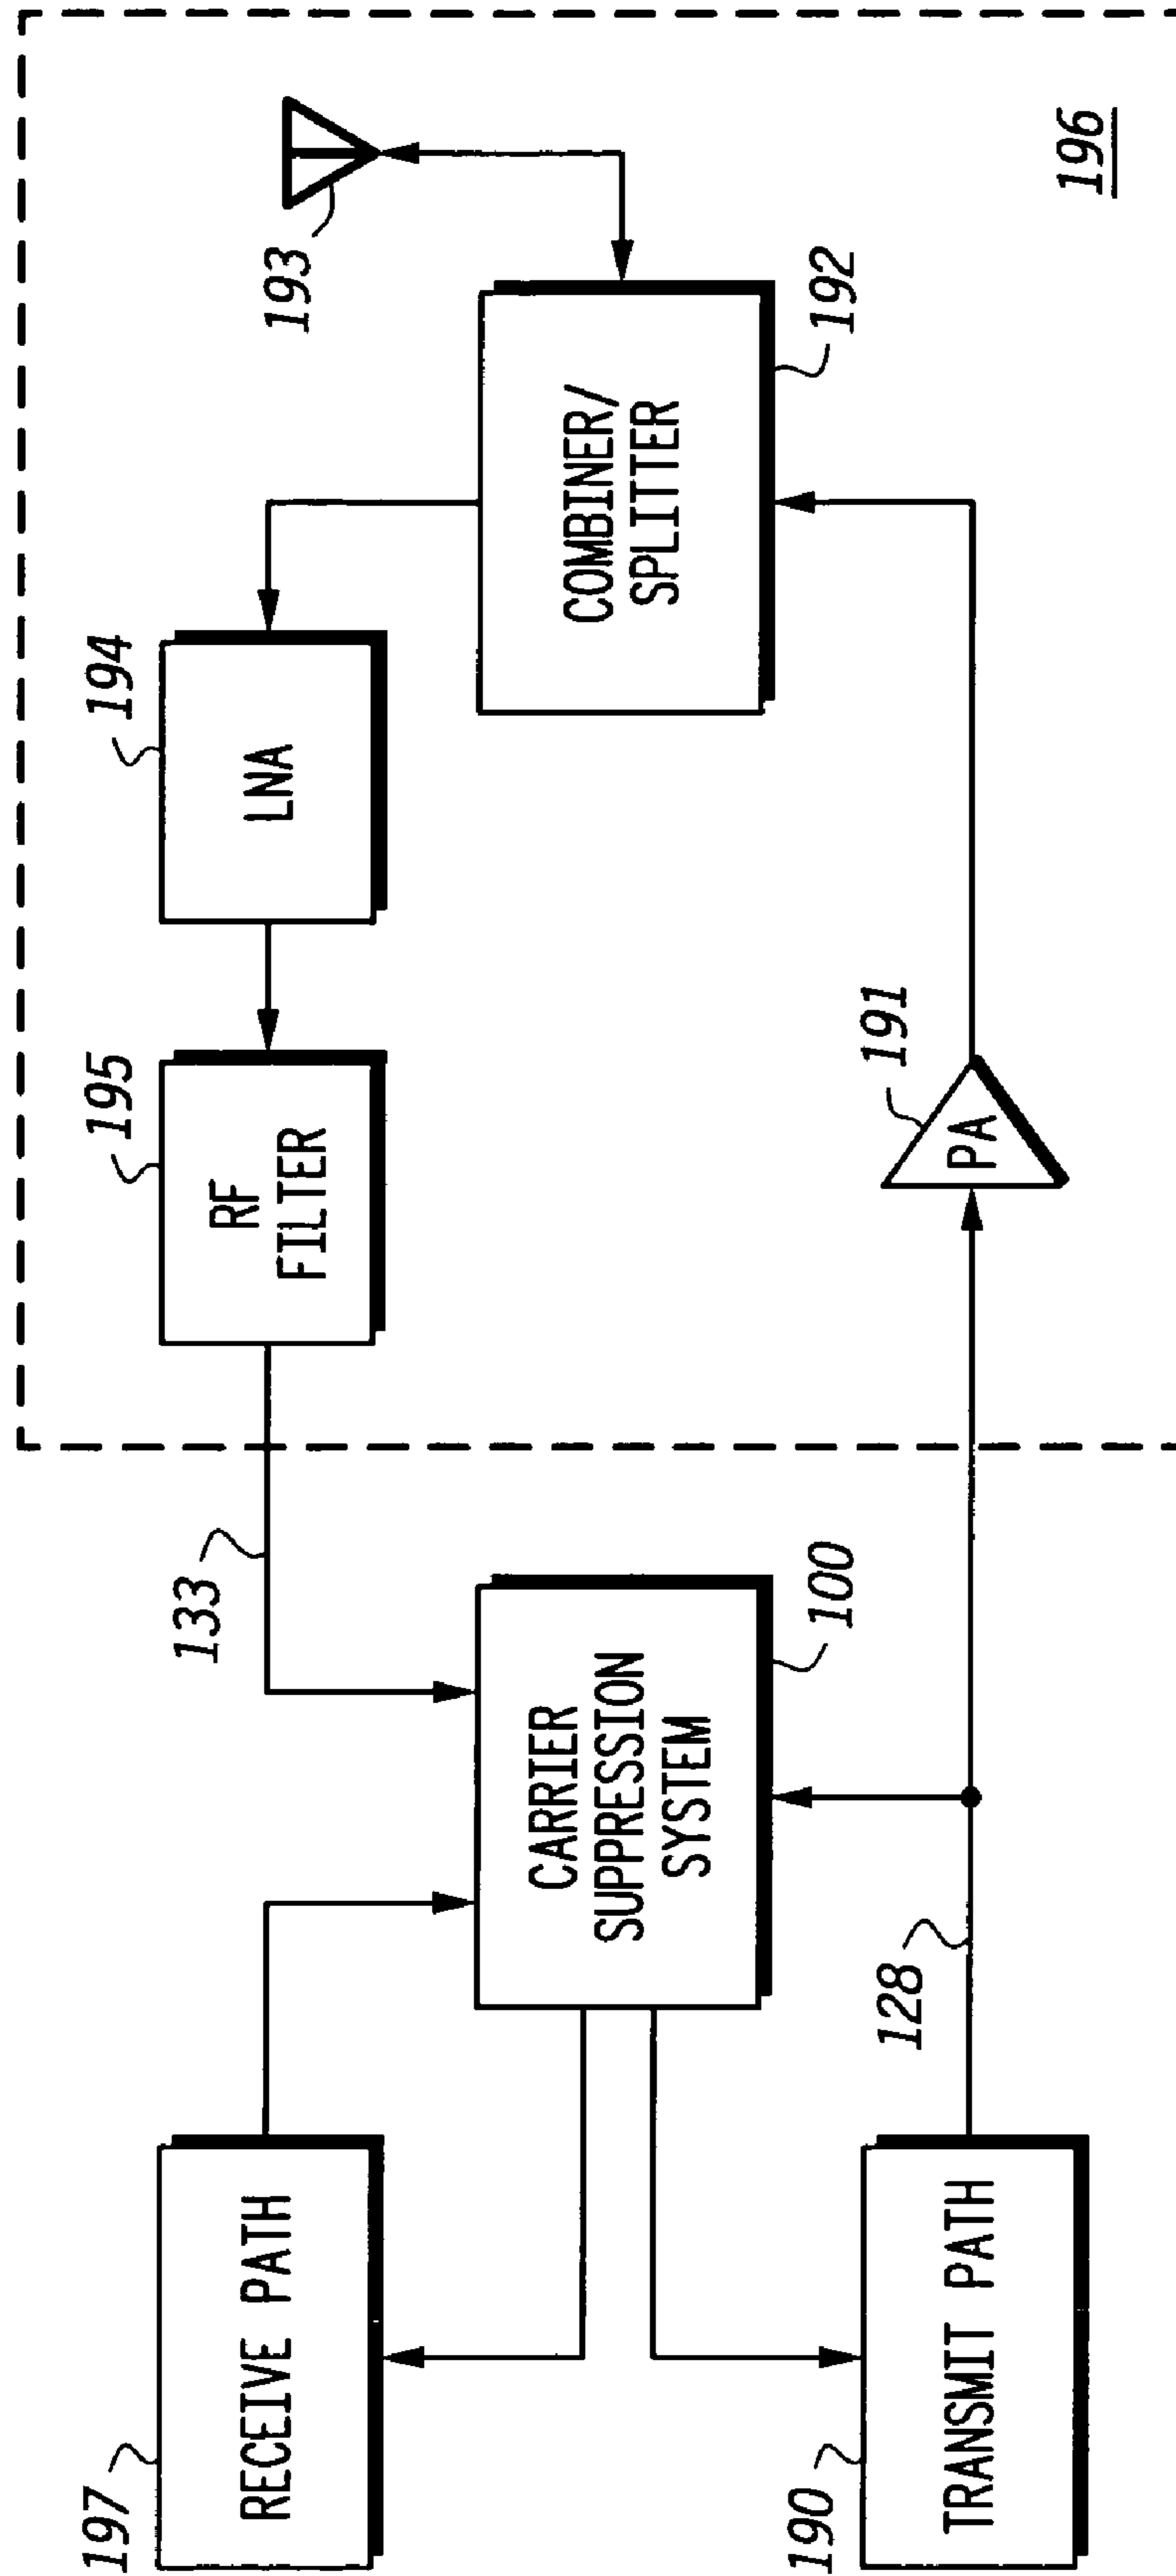 197
RECEIVE PATH
133
195
RF
FILTER
194
LNA
193
CARRIER
SUPPRESSION
SYSTEM
100
COMBINER/
SPLITTER
192
190
TRANSMIT PATH
128
191
PA
196